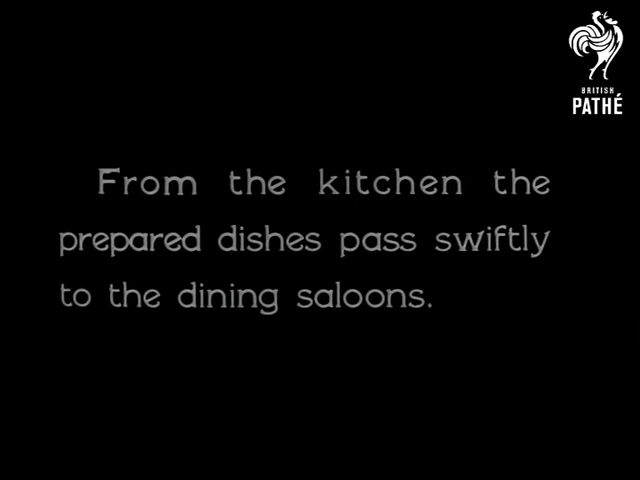 BRITISH
PATHÉ
From the kitchen the
prepared dishes pass swiftly
to the dining saloons.